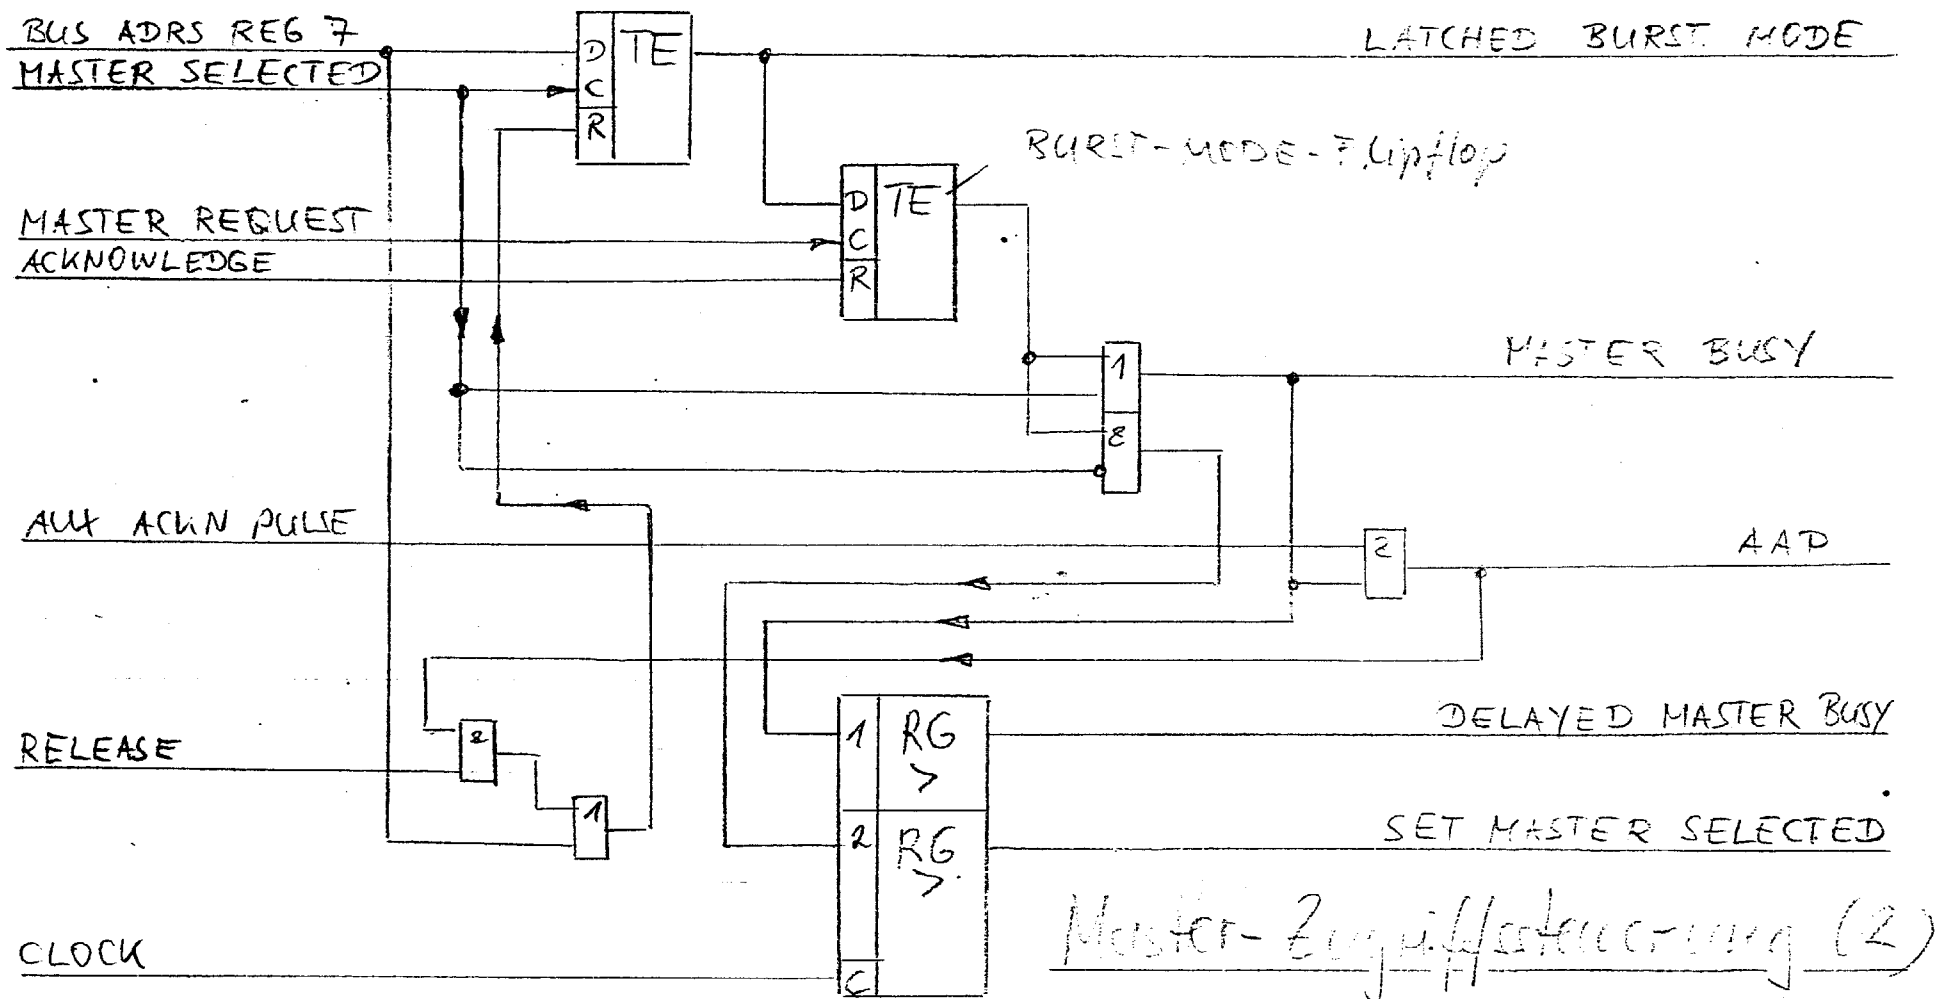 BUS ADRS REG 7
MASTER SELECTED
D
C
R
TE
LATCHED BURST MODE
BURST-MODE-Flipflop
MASTER REQUEST
ACKNOWLEDGE
D
C
R
TE
1
2
MASTER BUSY
AUX ACKN PULSE
2
AAP
RELEASE
2
1
1 RG
>
2 RG
>
C
DELAYED MASTER BUSY
SET MASTER SELECTED
CLOCK
Master-Zugriffssteuerung (2)